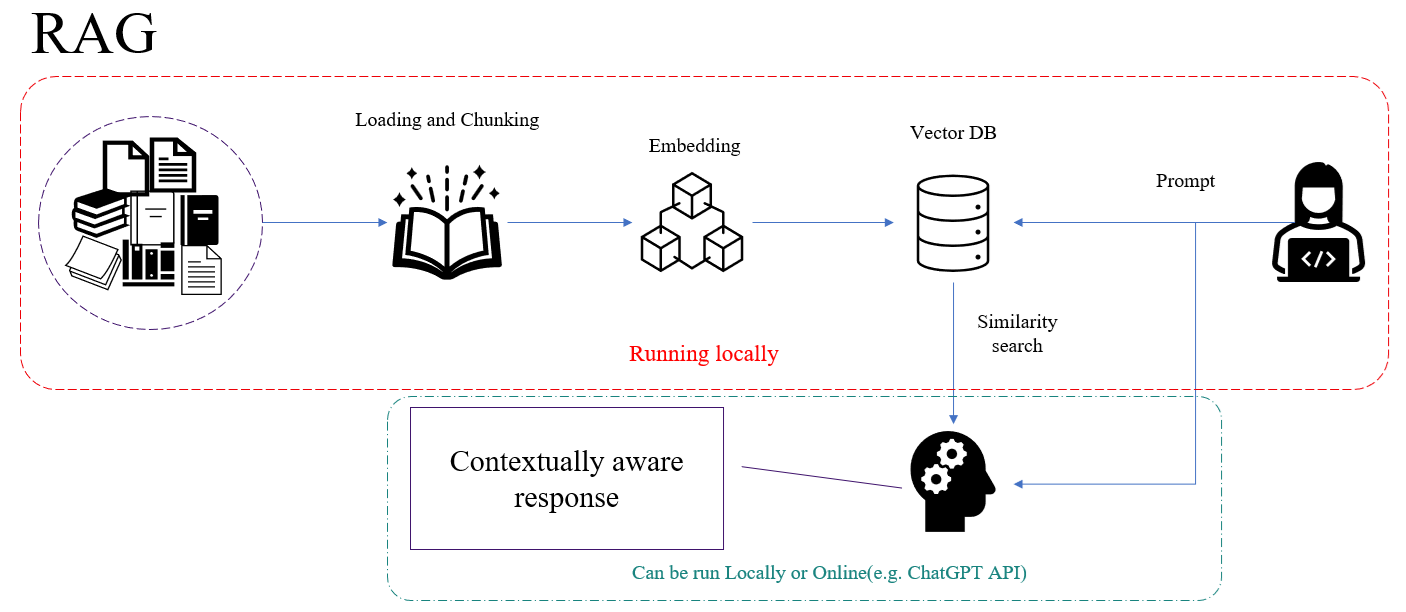 RAG
Loading and Chunking
Embedding
Vector DB
Prompt
</>
Similarity
search
Running locally
Contextually aware
response
Can be run Locally or Online(e.g. ChatGPT API)